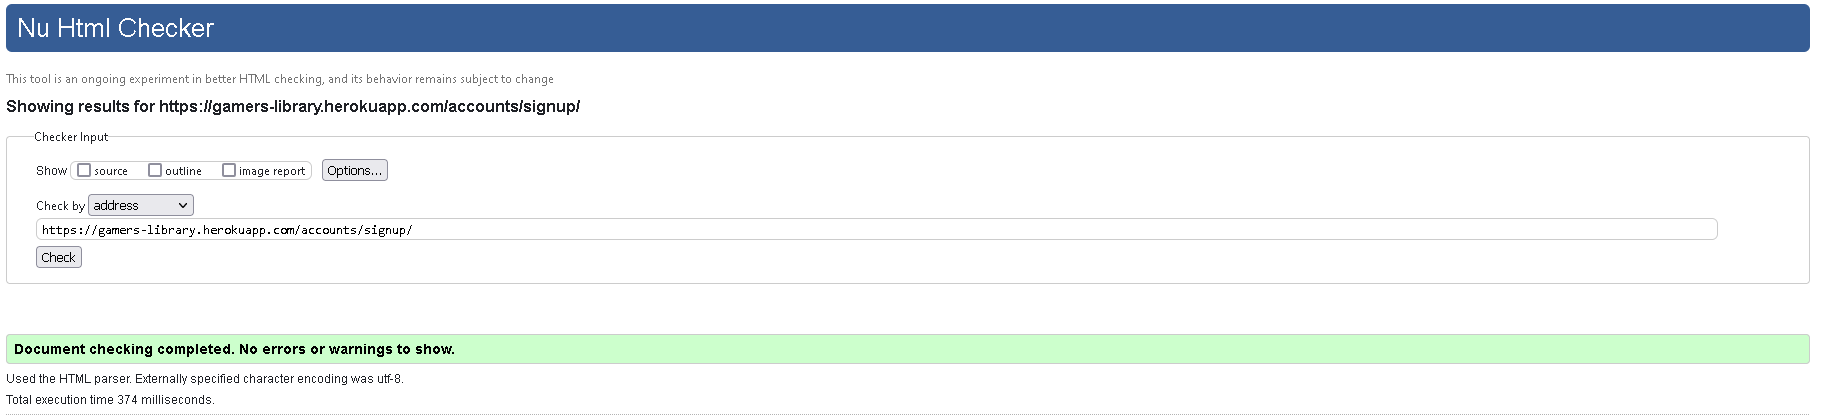 Nu Html Checker
This tool is an ongoing experiment in better HTML checking, and its behavior remains subject to change
Showing results for https://gamers-library.herokuapp.com/accounts/signup/
Checker Input
Show source outline image report Options...
Check by address
https://gamers-library.herokuapp.com/accounts/signup/
Check
Document checking completed. No errors or warnings to show.
Used the HTML parser. Externally specified character encoding was utf-8.
Total execution time 374 milliseconds.